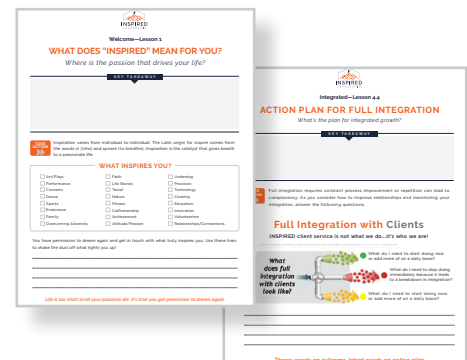 INSPIRED
Welcome—Lesson 1
WHAT DOES “INSPIRED” MEAN FOR YOU?
Where is the passion that drives your life?
KEY TAKEAWAY
TAKE ACTION
Inspiration comes from within to individually motivate. The Latin origin for inspire comes from
the words in (into) and spirare (to breathe). Inspiration is the catalyst that gives breath
to a passionate life.
WHAT INSPIRES YOU?
Art/Plays
Performance
Concerts
Dance
Sports
Endurance
Family
Overcoming Adversity
Faith
Life Stories
Travel
Nature
Fitness
Craftsmanship
Achievement
Attitude/Passion
Underdog
Precision
Technology
Cooking
Education
Innovation
Volunteerism
Relationships/Connections
You have permission to dream again and get in touch with what truly inspires you. Use these lines
to shake the dust off what lights you up!
Life is too short to let your passions die. It's time you got permission to dream again.
INSPIRED
Integrated—Lesson 4.4
ACTION PLAN FOR FULL INTEGRATION
What's the plan for integrated growth?
KEY TAKEAWAY
Full integration requires constant process improvement or repetition can lead to
complacency. As you consider how to improve relationships and maximizing your
integration, answer the following questions.
Full Integration with Clients
INSPIRED client service is not what we do...it's who we are!
What does full integration with clients look like?
What do I need to start doing
or add more of on a daily basis?
What do I need to stop doing
immediately because it leads
to a breakdown in integration?
What do I need to start now
or add more of on a daily basis?